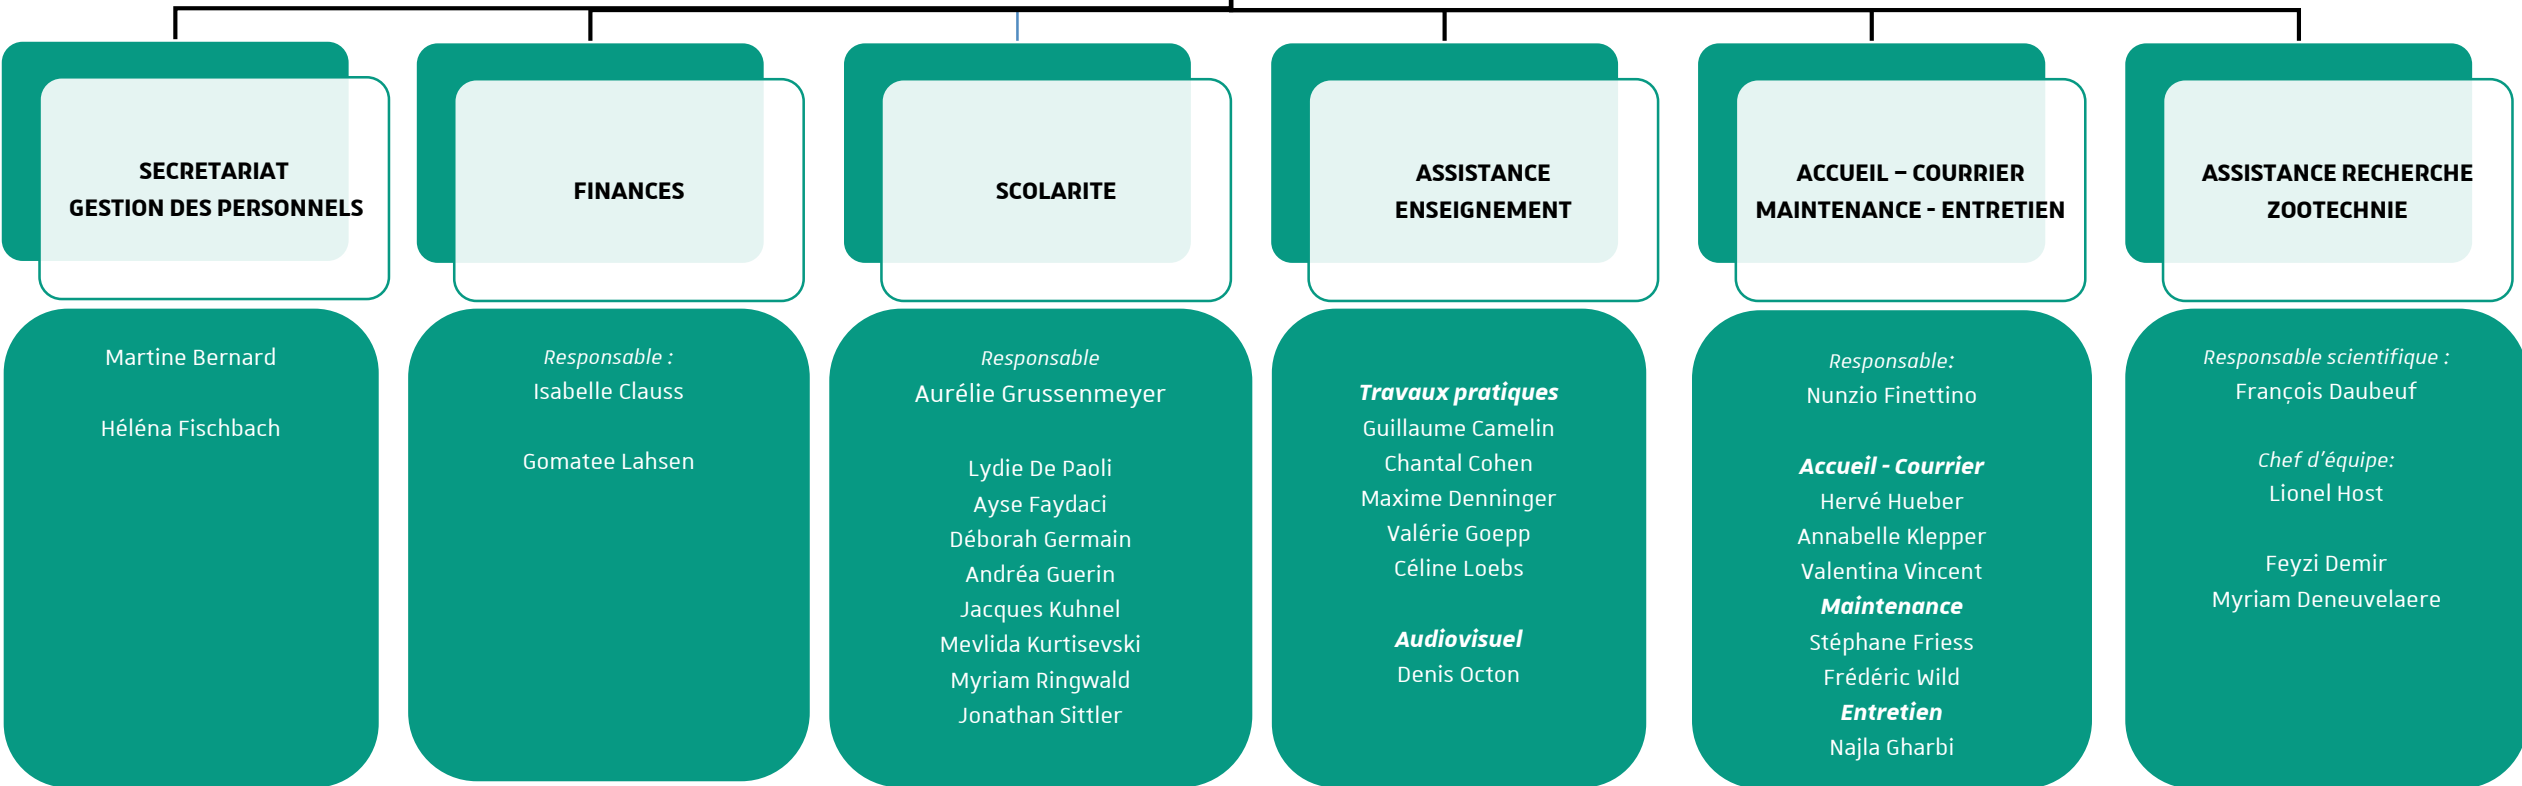 SECRETARIAT
GESTION DES PERSONNELS
Martine Bernard
Héléna Fischbach
FINANCES
Responsable :
Isabelle Clauss
Gomatee Lahsen
SCOLARITE
Responsable
Aurélie Grussenmeyer
Lydie De Paoli
Ayse Faydaci
Déborah Germain
Andréa Guerin
Jacques Kuhnel
Mevlida Kurtisevski
Myriam Ringwald
Jonathan Sittler
ASSISTANCE
ENSEIGNEMENT
Travaux pratiques
Guillaume Camelin
Chantal Cohen
Maxime Denninger
Valérie Goepp
Céline Loebs
Audiovisuel
Denis Octon
ACCUEIL – COURRIER
MAINTENANCE - ENTRETIEN
Responsable:
Nunzio Finettino
Accueil - Courrier
Hervé Hueber
Annabelle Klepper
Valentina Vincent
Maintenance
Stéphane Friess
Frédéric Wild
Entretien
Najla Gharbi
ASSISTANCE RECHERCHE
ZOOTECHNIE
Responsable scientifique :
François Daubeuf
Chef d'équipe:
Lionel Host
Feyzi Demir
Myriam Deneuvelaere